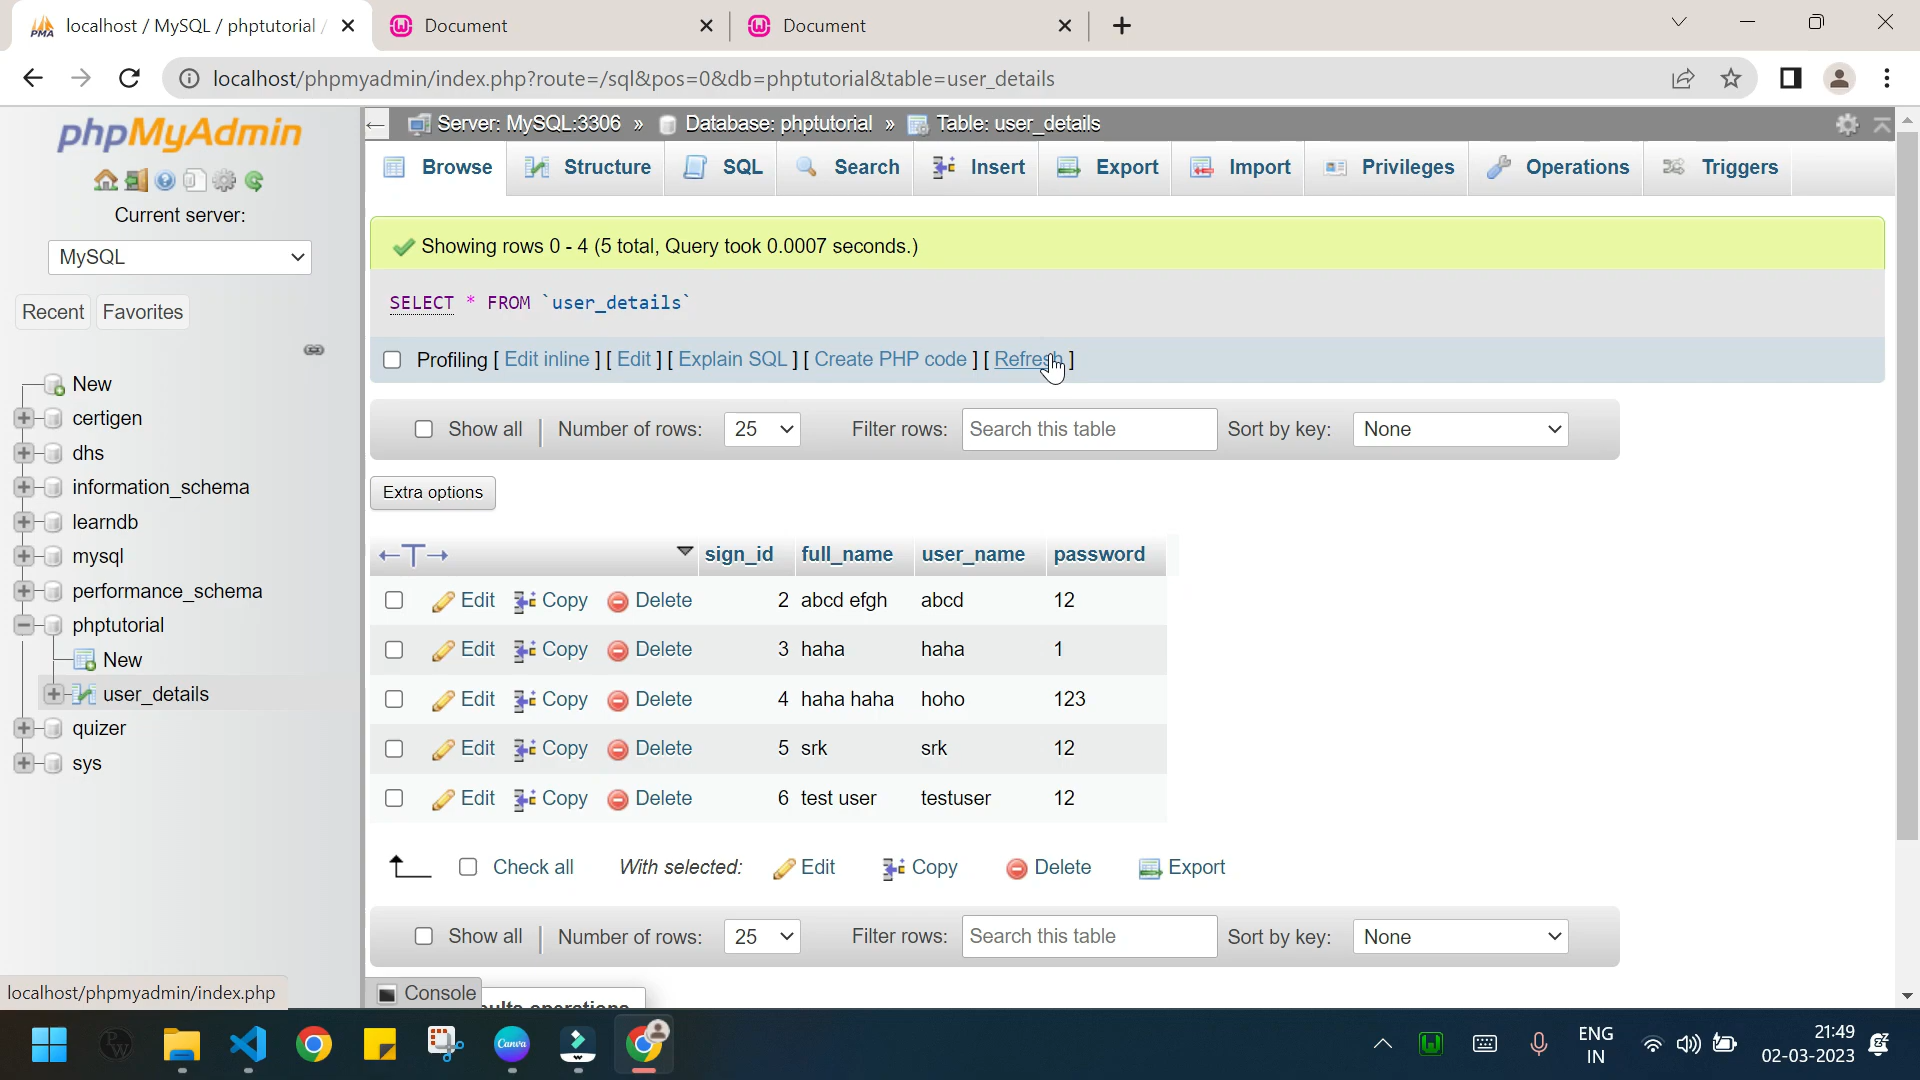 localhost / MySQL / phptutorial /
Document
Document
localhost/phpmyadmin/index.php?route=/sql&pos=0&db=phptutorial&table=user_details
phpMyAdmin
Current server:
MySQL
Recent
Favorites
New
certigen
dhs
information_schema
learndb
mysql
performance_schema
phptutorial
New
user_details
quizer
sys
localhost/phpmyadmin/index.php
Server: MySQL:3306 » Database: phptutorial » Table: user_details
Browse Structure SQL Search Insert Export Import Privileges Operations Triggers
Showing rows 0 - 4 (5 total, Query took 0.0007 seconds.)
SELECT * FROM `user_details`
Profiling [ Edit inline ] [ Edit ] [ Explain SQL ] [ Create PHP code ] [ Refresh ]
Show all | Number of rows: 25 Filter rows: Search this table Sort by key: None
Extra options
sign_id full_name user_name password
Edit Copy Delete 2 abcd efgh abcd 12
Edit Copy Delete 3 haha haha 1
Edit Copy Delete 4 haha haha hoho 123
Edit Copy Delete 5 srk srk 12
Edit Copy Delete 6 test user testuser 12
Check all With selected: Edit Copy Delete Export
Show all | Number of rows: 25 Filter rows: Search this table Sort by key: None
Console
operations
Canva
ENG
IN
21:49
02-03-2023